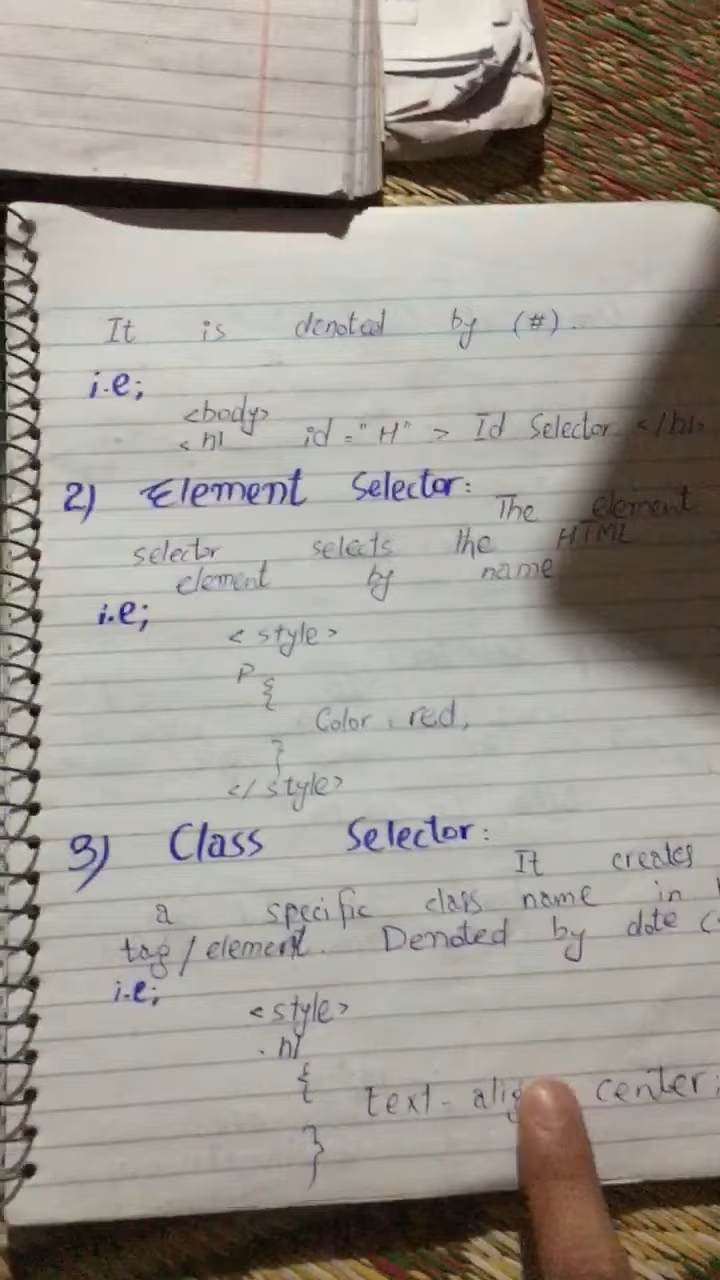 It is denoted by (#).
i.e;
<body>
<h1 id="H" > Id Selector </h1>
2) Element Selector:
The element
selector selects the HTML
element by name
i.e;
<style>
P
{
Color : red,
}
</style>
3) Class Selector:
It creates
a specific class name in
tag/element. Denoted by dote (.
i.e;
<style>
.h1
{
text-align center;
}